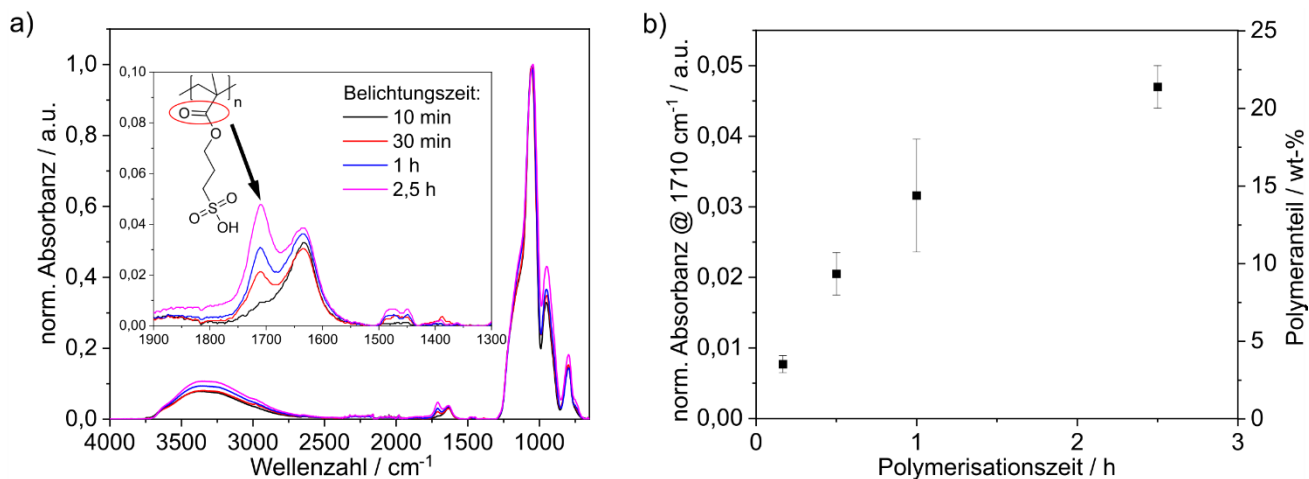 a)
norm. Absorbanz / a.u.
1,0
0,8
0,6
0,4
0,2
0,0
4000 3500 3000 2500 2000 1500 1000
Wellenzahl / cm⁻¹
0,10
0,08
0,06
0,04
0,02
0,00
1900 1800 1700 1600 1500 1400 1300
n
O
O
O
S
O
OH
Belichtungszeit:
10 min
30 min
1 h
2,5 h
b)
norm. Absorbanz @ 1710 cm⁻¹ / a.u.
0,05
0,04
0,03
0,02
0,01
0,00
0 1 2 3
Polymerisationszeit / h
25
20
15
10
5
0
Polymeranteil / wt-%